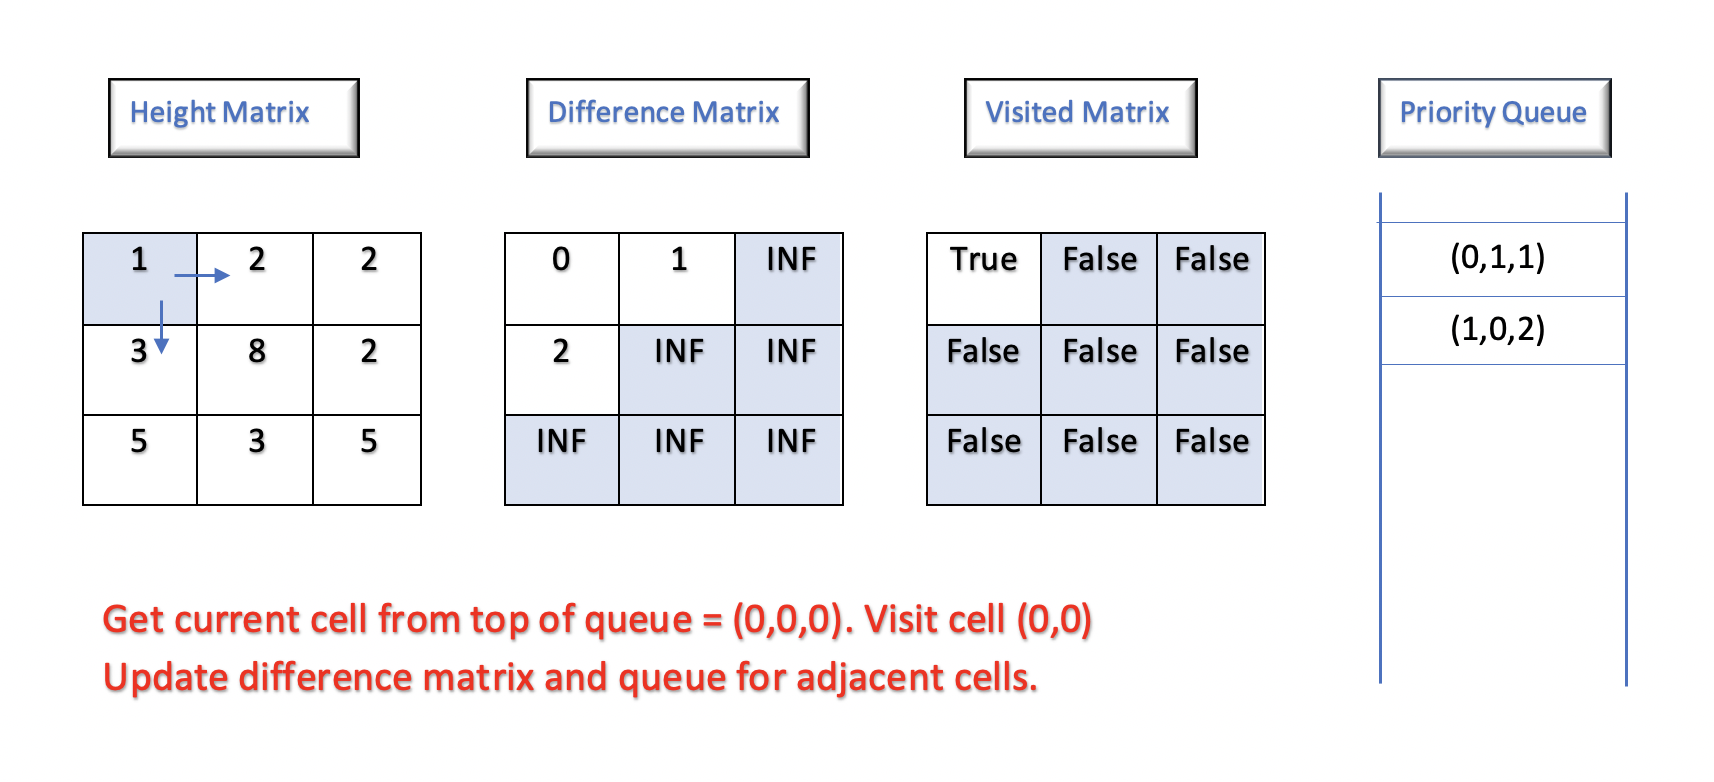 Height Matrix
Difference Matrix
Visited Matrix
Priority Queue
1 2 2
3 8 2
5 3 5
0 1 INF
2 INF INF
INF INF INF
True False False
False False False
False False False
(0,1,1)
(1,0,2)
Get current cell from top of queue = (0,0,0). Visit cell (0,0)
Update difference matrix and queue for adjacent cells.